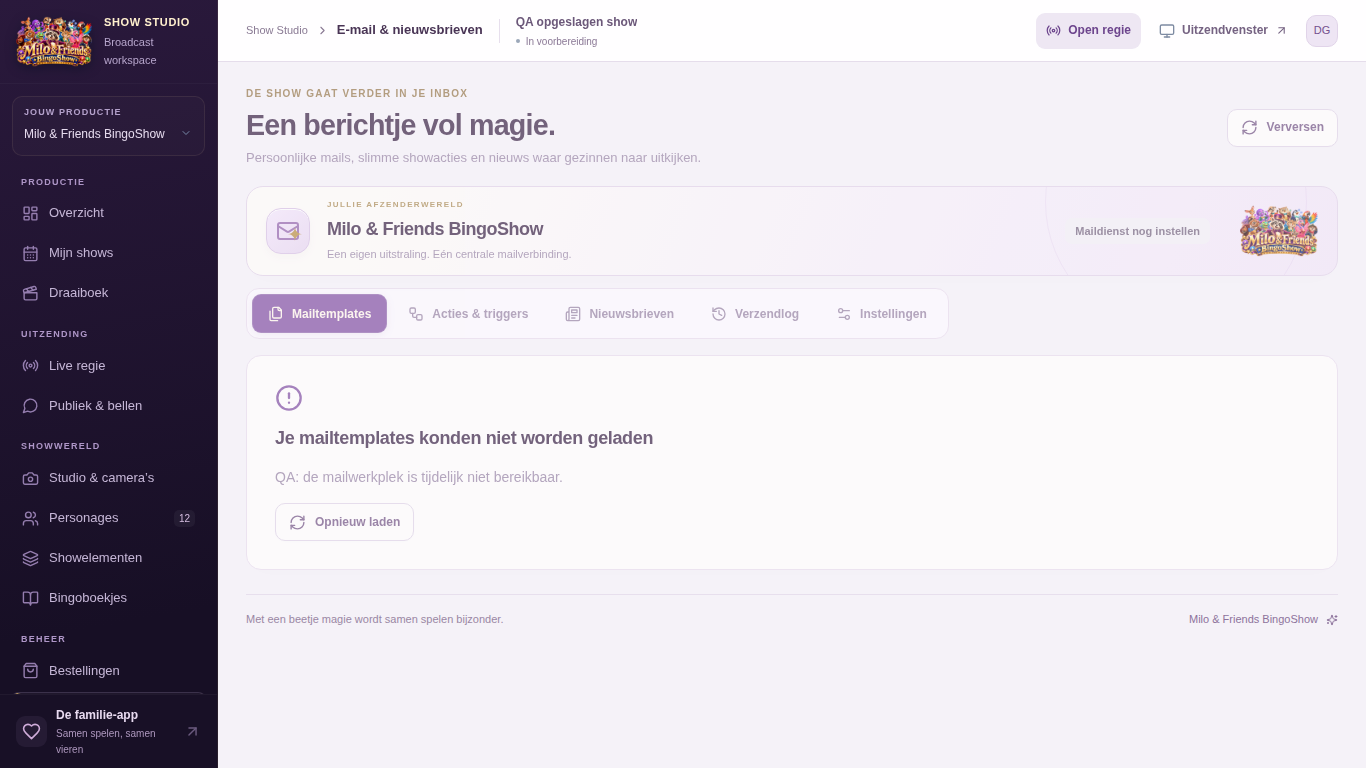 Milo & Friends
BingoShow
SHOW STUDIO
Broadcast
workspace
JOUW PRODUCTIE
Milo & Friends BingoShow
PRODUCTIE
Overzicht
Mijn shows
Draaiboek
UITZENDING
Live regie
Publiek & bellen
SHOWWERELD
Studio & camera's
Personages
12
Showelementen
Bingoboekjes
BEHEER
Bestellingen
De familie-app
Samen spelen, samen
vieren
Show Studio
E-mail & nieuwsbrieven
QA opgeslagen show
In voorbereiding
Open regie
Uitzendvenster
DG
DE SHOW GAAT VERDER IN JE INBOX
Een berichtje vol magie.
Persoonlijke mails, slimme showacties en nieuws waar gezinnen naar uitkijken.
Verversen
JULLIE AFZENDERWERELD
Milo & Friends BingoShow
Een eigen uitstraling. Eén centrale mailverbinding.
Maildienst nog instellen
Milo & Friends
BingoShow
Mailtemplates
Acties & triggers
Nieuwsbrieven
Verzendlog
Instellingen
Je mailtemplates konden niet worden geladen
QA: de mailwerkplek is tijdelijk niet bereikbaar.
Opnieuw laden
Met een beetje magie wordt samen spelen bijzonder.
Milo & Friends BingoShow